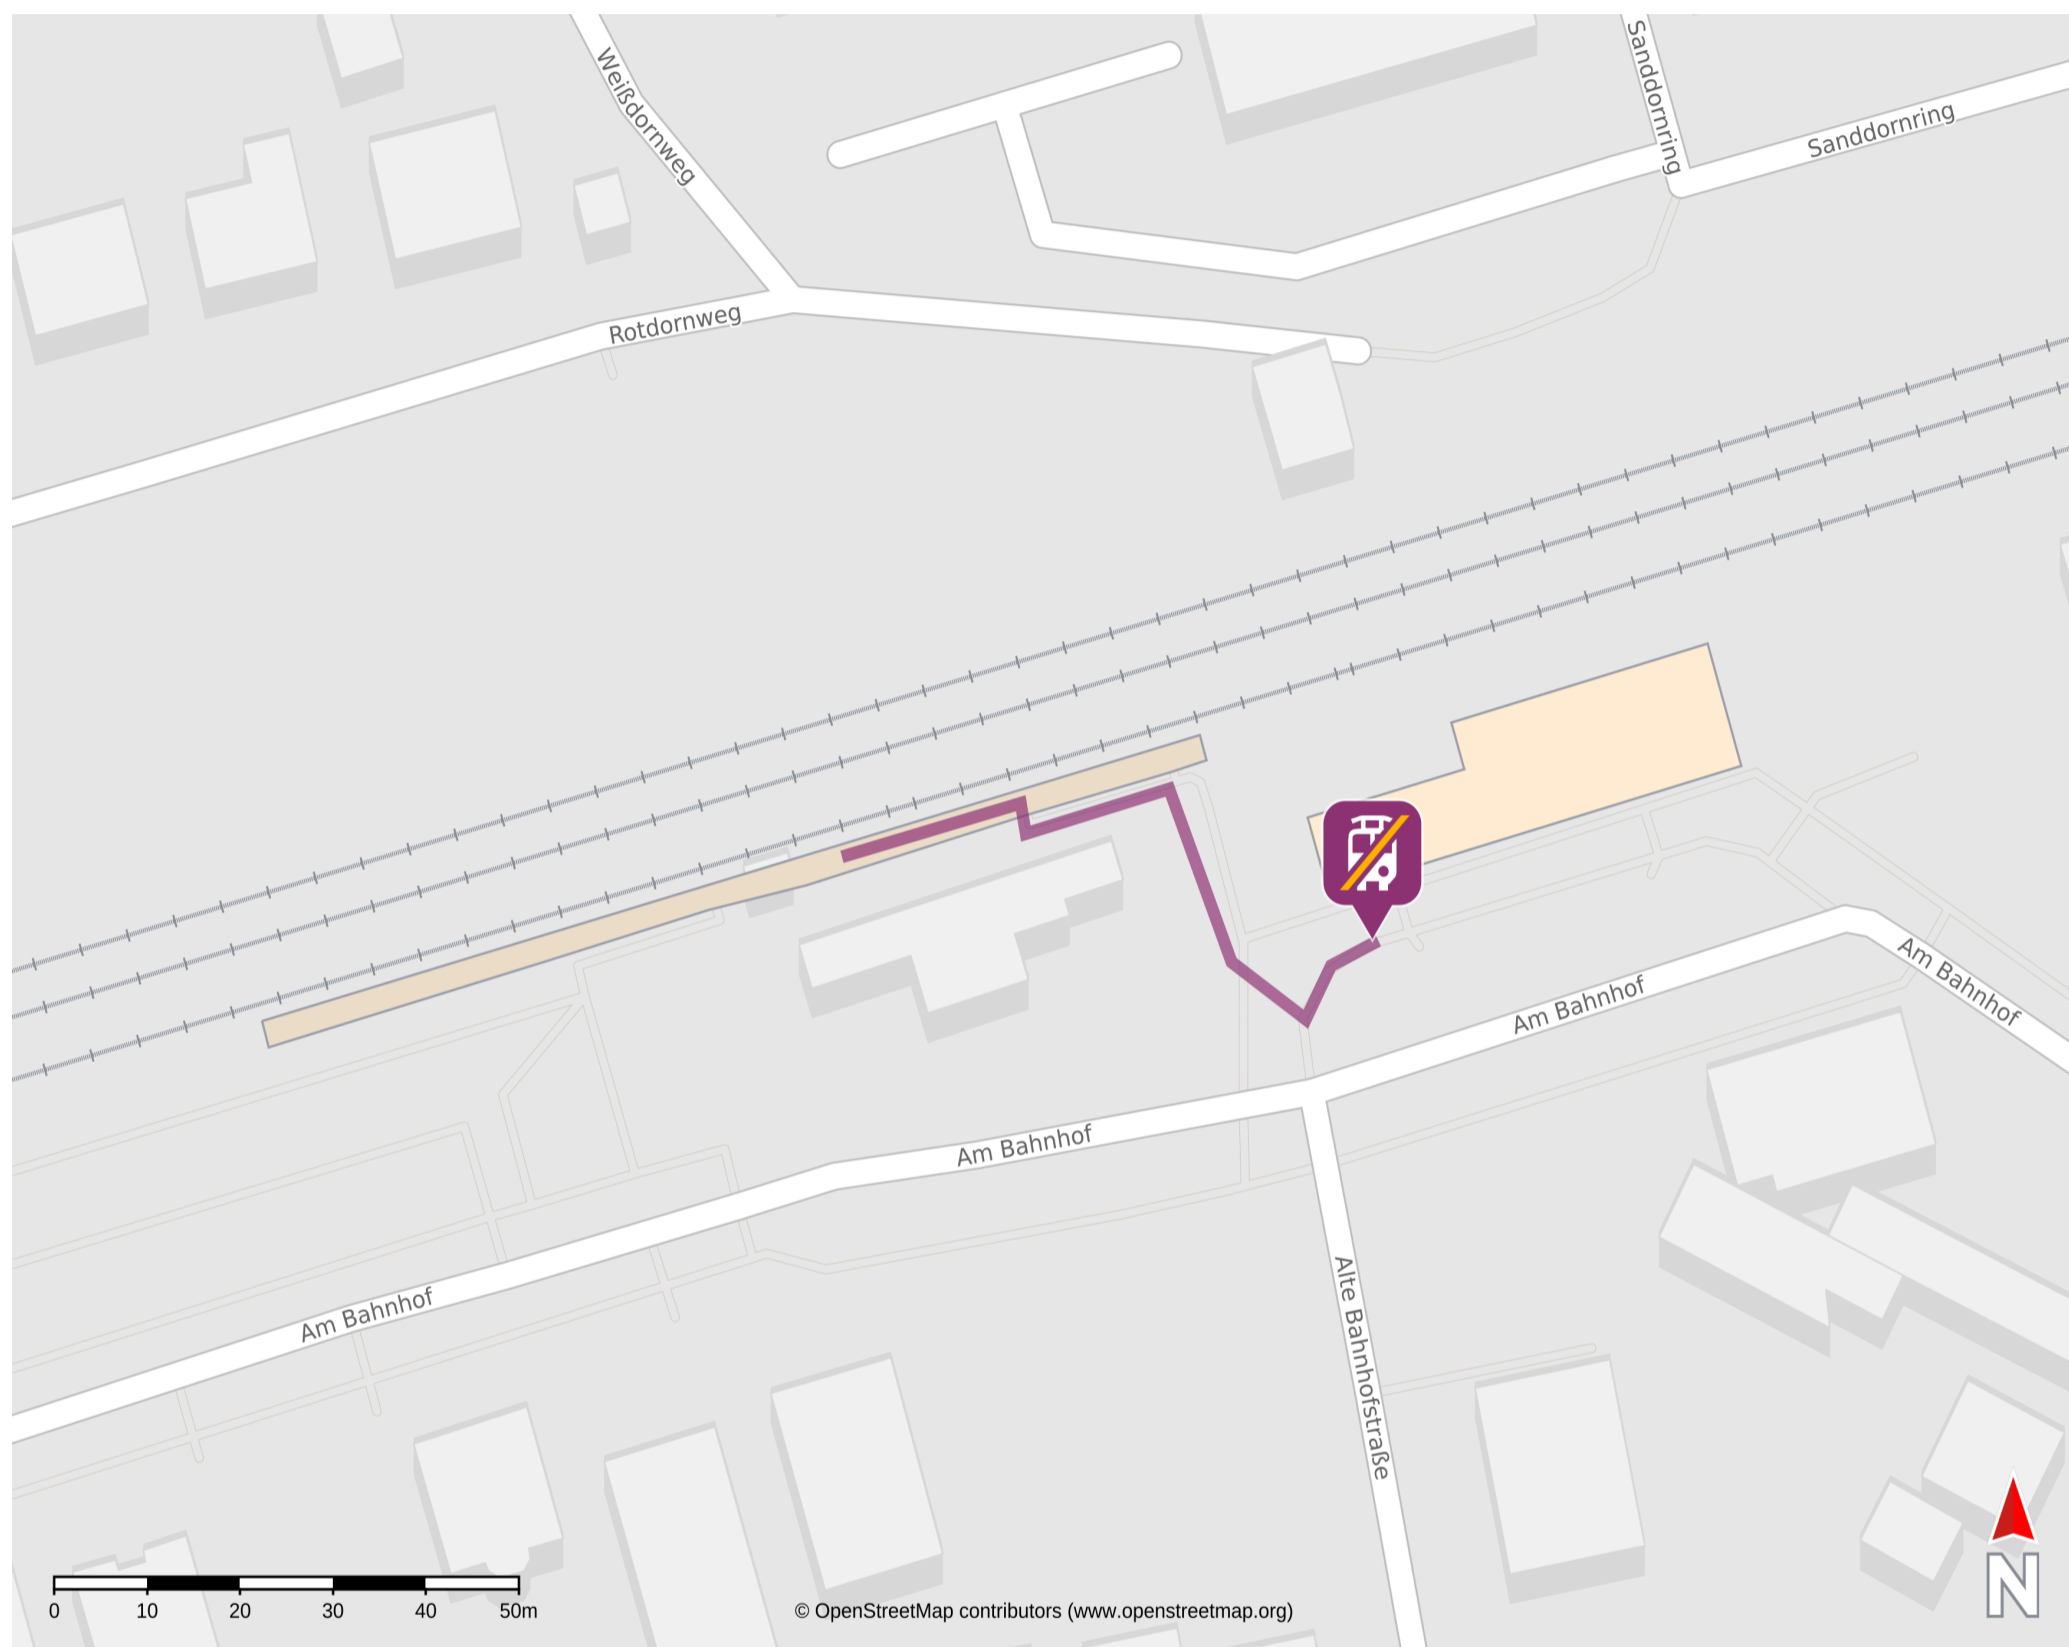 Weißdornweg
Sanddornring
Sanddornring
Rotdornweg
Am Bahnhof
Am Bahnhof
Am Bahnhof
Am Bahnhof
Alte Bahnhofstraße
N
0 10 20 30 40 50m
© OpenStreetMap contributors (www.openstreetmap.org)